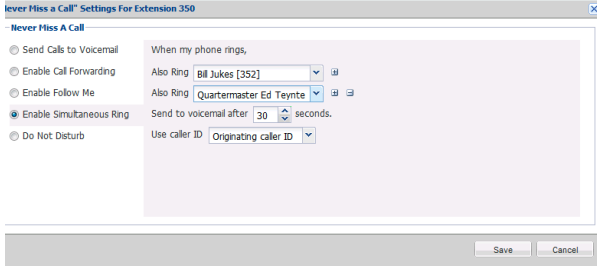 ever Miss a Call" Settings For Extension 350
Never Miss A Call
Send Calls to Voicemail
Enable Call Forwarding
Enable Follow Me
Enable Simultaneous Ring
Do Not Disturb
When my phone rings,
Also Ring Bill Jukes [352]
Also Ring Quartermaster Ed Teynte
Send to voicemail after 30 seconds.
Use caller ID Originating caller ID
Save Cancel